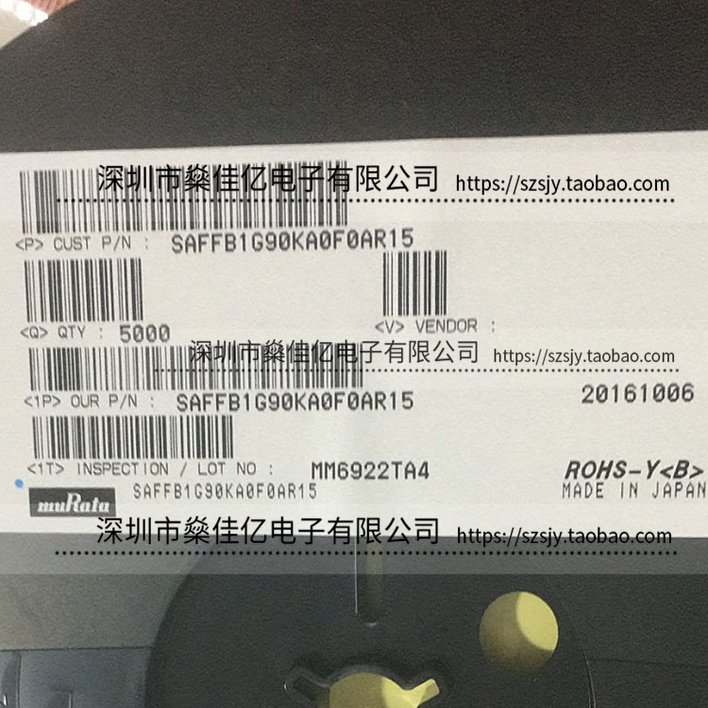 深圳市燊佳亿电子有限公司 https://szsjy.taobao.com
<P> CUST P/N : SAFFB1G90KA0F0AR15
<Q> QTY : 5000 <V> VENDOR :
深圳市燊佳亿电子有限公司 https://szsjy.taobao.com
<1P> OUR P/N : SAFFB1G90KA0F0AR15 20161006
<1T> INSPECTION / LOT NO : MM6922TA4 ROHS-Y<B>
muRata SAFFB1G90KA0F0AR15 MADE IN JAPAN
深圳市燊佳亿电子有限公司 https://szsjy.taobao.com